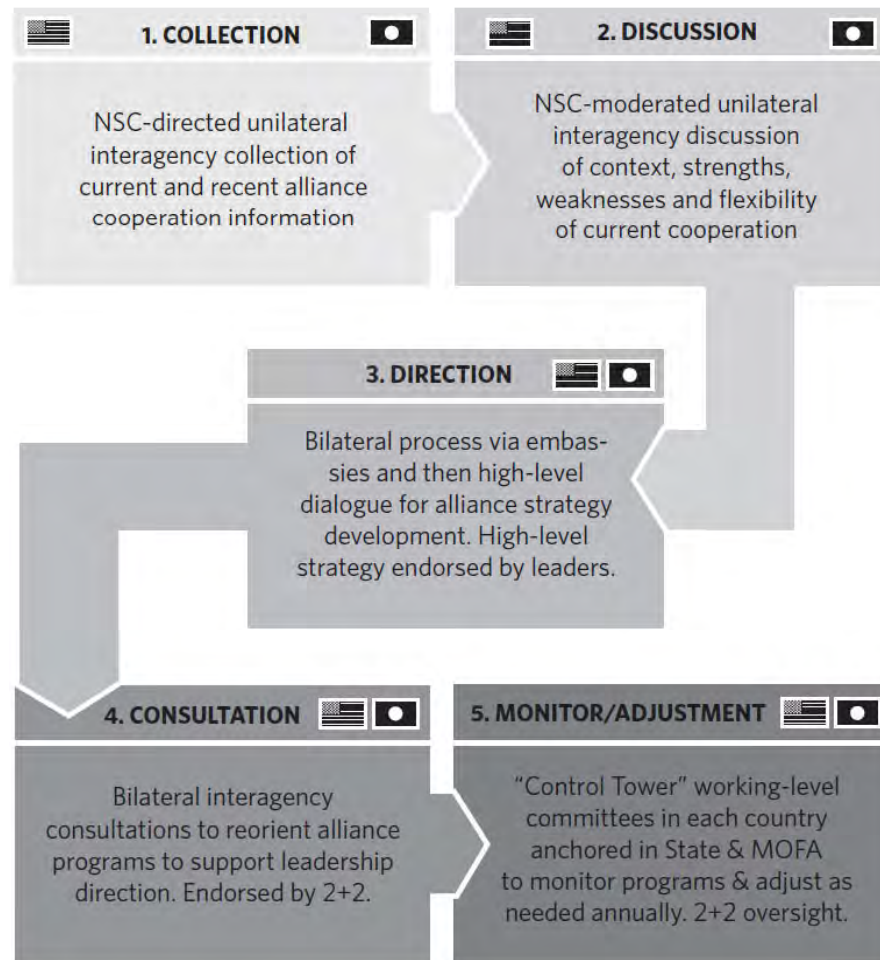 1. COLLECTION
NSC-directed unilateral
interagency collection of
current and recent alliance
cooperation information
2. DISCUSSION
NSC-moderated unilateral
interagency discussion
of context, strengths,
weaknesses and flexibility
of current cooperation
3. DIRECTION
Bilateral process via embas-
sies and then high-level
dialogue for alliance strategy
development. High-level
strategy endorsed by leaders.
4. CONSULTATION
Bilateral interagency
consultations to reorient alliance
programs to support leadership
direction. Endorsed by 2+2.
5. MONITOR/ADJUSTMENT
“Control Tower” working-level
committees in each country
anchored in State & MOFA
to monitor programs & adjust as
needed annually. 2+2 oversight.